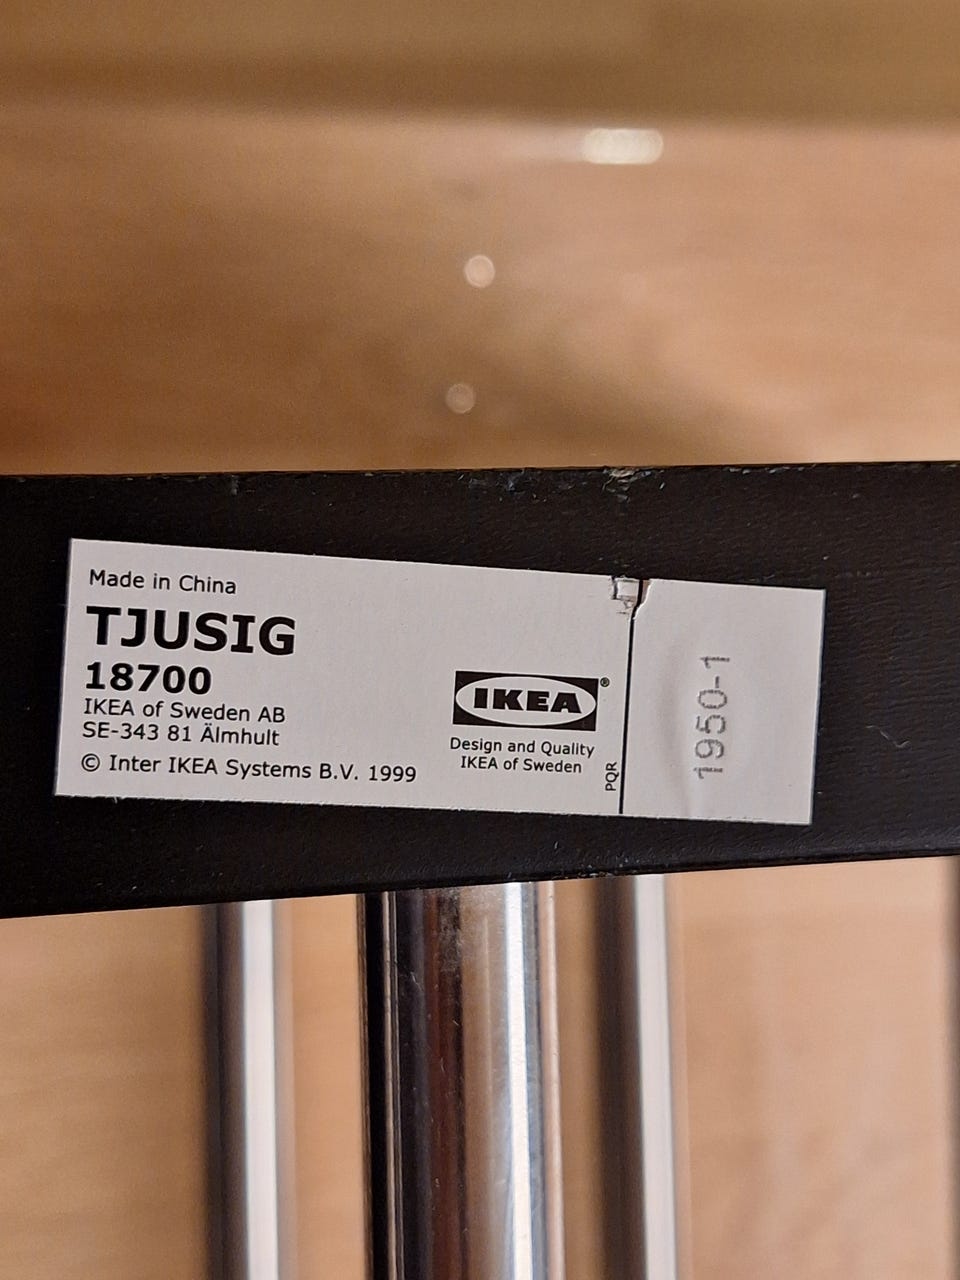 Made in China
TJUSIG
18700
IKEA of Sweden AB
SE-343 81 Älmhult
© Inter IKEA Systems B.V. 1999
IKEA®
Design and Quality
IKEA of Sweden
PQR
1950-1